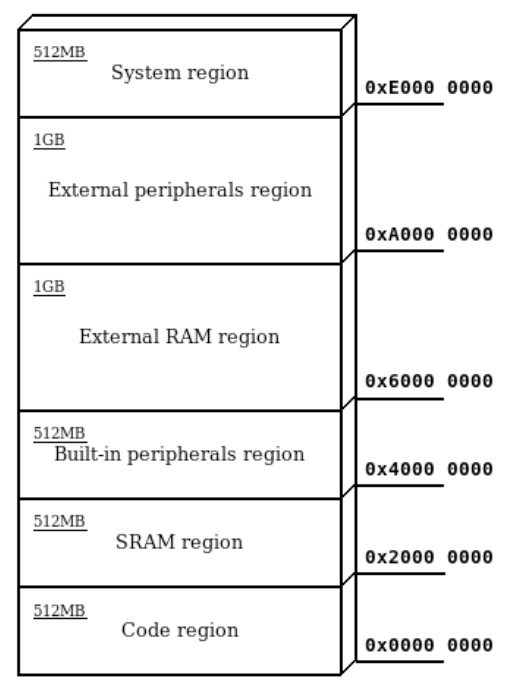 512MB
System region
0xE000 0000
1GB
External peripherals region
0xA000 0000
1GB
External RAM region
0x6000 0000
512MB
Built-in peripherals region
0x4000 0000
512MB
SRAM region
0x2000 0000
512MB
Code region
0x0000 0000